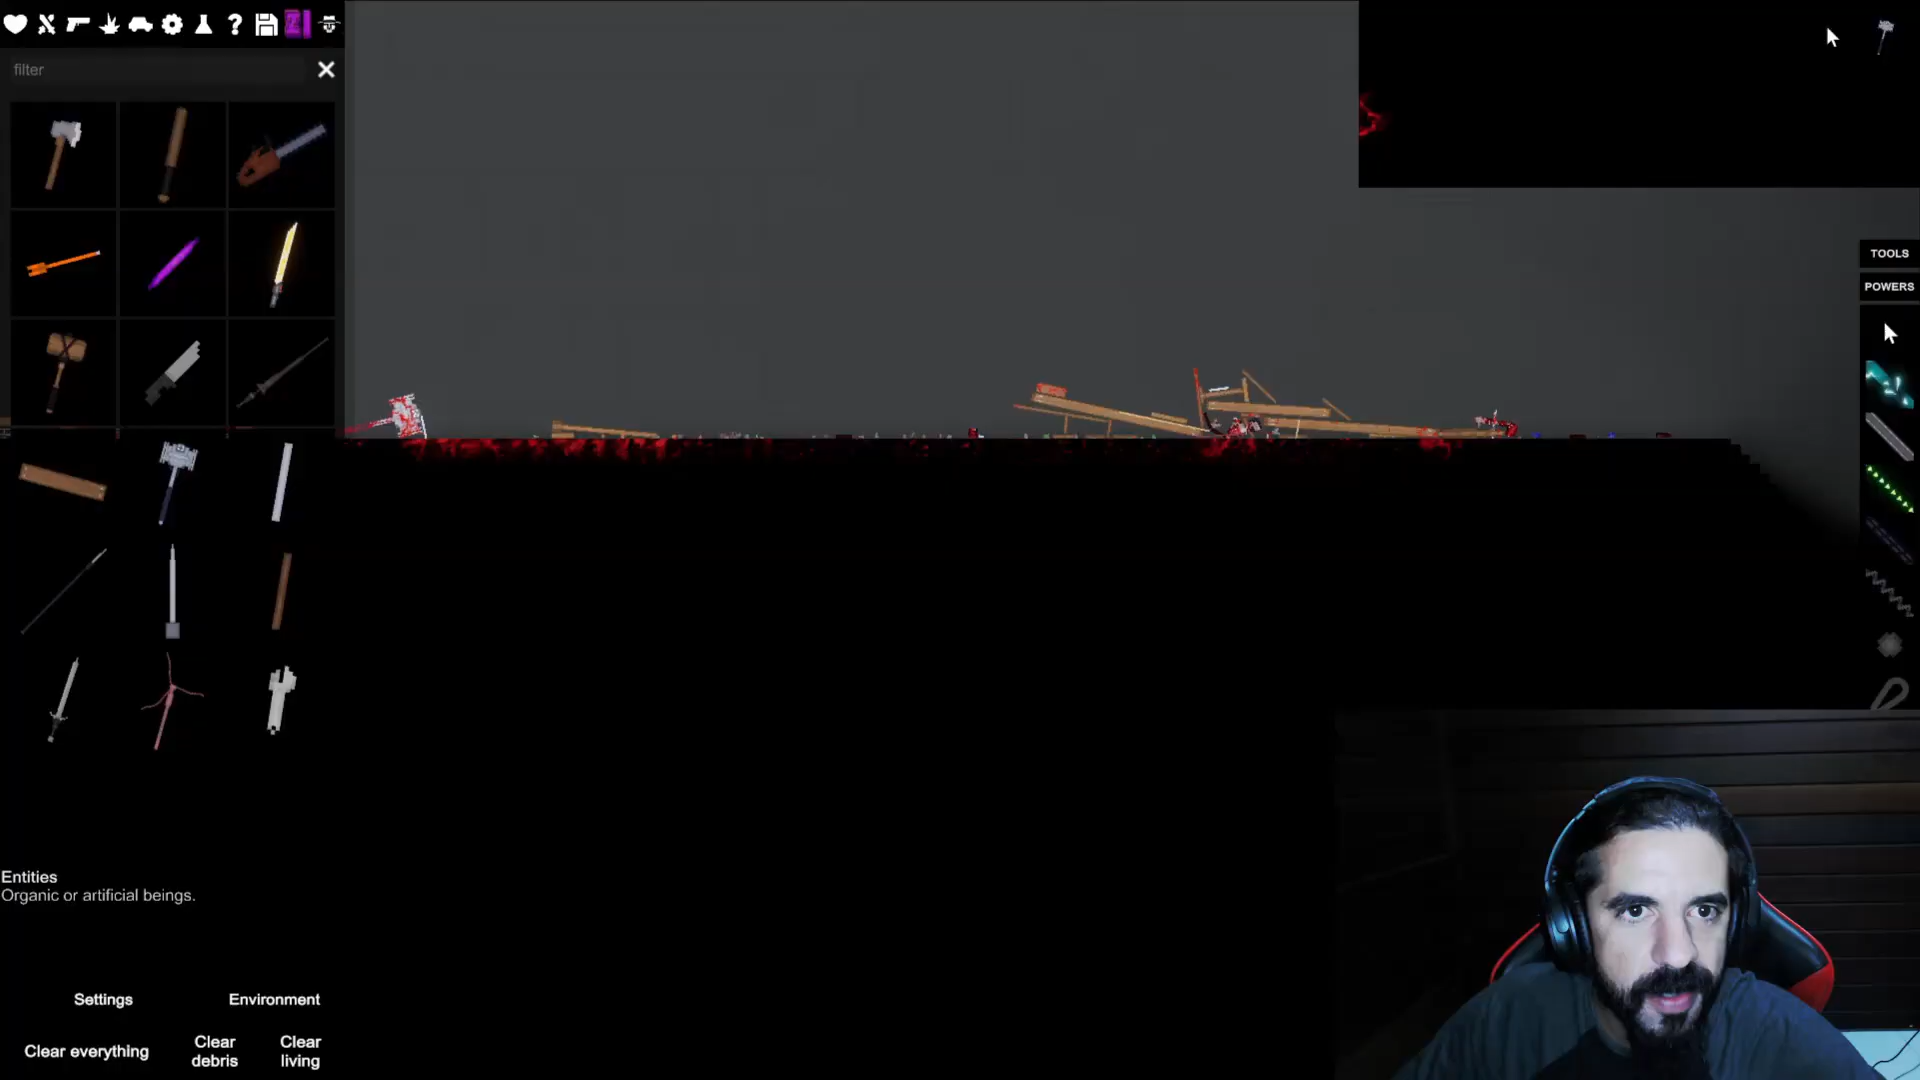 filter
TOOLS
POWERS
Entities
Organic or artificial beings.
Settings
Environment
Clear everything
Clear
debris
Clear
living